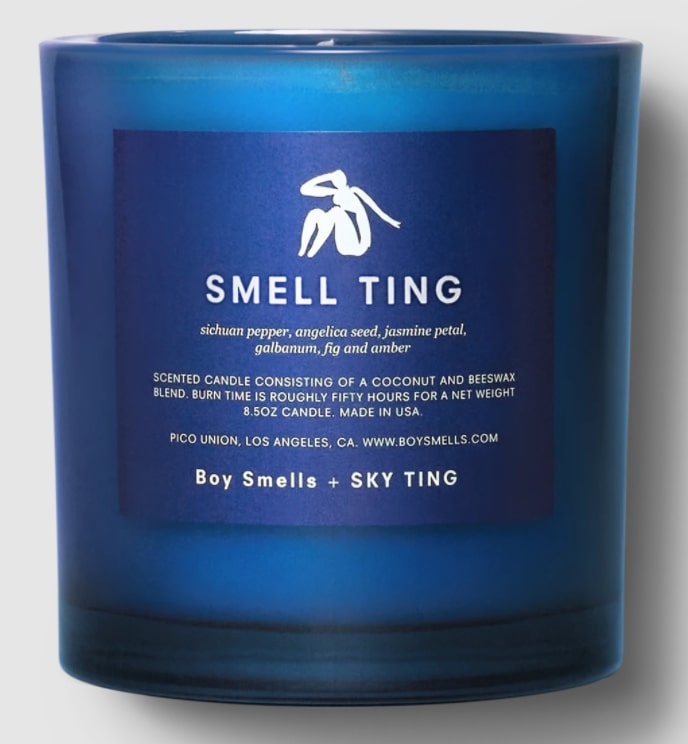 SMELL TING
sichuan pepper, angelica seed, jasmine petal,
galbanum, fig and amber
SCENTED CANDLE CONSISTING OF A COCONUT AND BEESWAX
BLEND. BURN TIME IS ROUGHLY FIFTY HOURS FOR A NET WEIGHT
8.5OZ CANDLE. MADE IN USA.
PICO UNION, LOS ANGELES, CA. WWW.BOYSMELLS.COM
Boy Smells + SKY TING